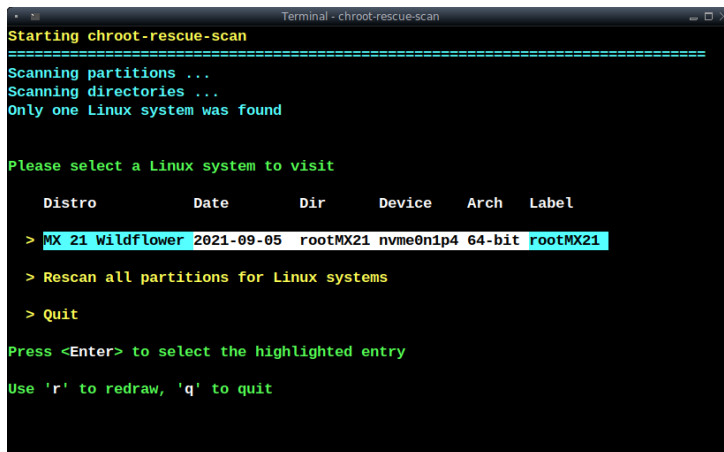 Terminal - chroot-rescue-scan
Starting chroot-rescue-scan
===============================================================================
Scanning partitions ...
Scanning directories ...
Only one Linux system was found
Please select a Linux system to visit
Distro Date Dir Device Arch Label
> MX 21 Wildflower 2021-09-05 rootMX21 nvme0n1p4 64-bit rootMX21
> Rescan all partitions for Linux systems
> Quit
Press <Enter> to select the highlighted entry
Use 'r' to redraw, 'q' to quit